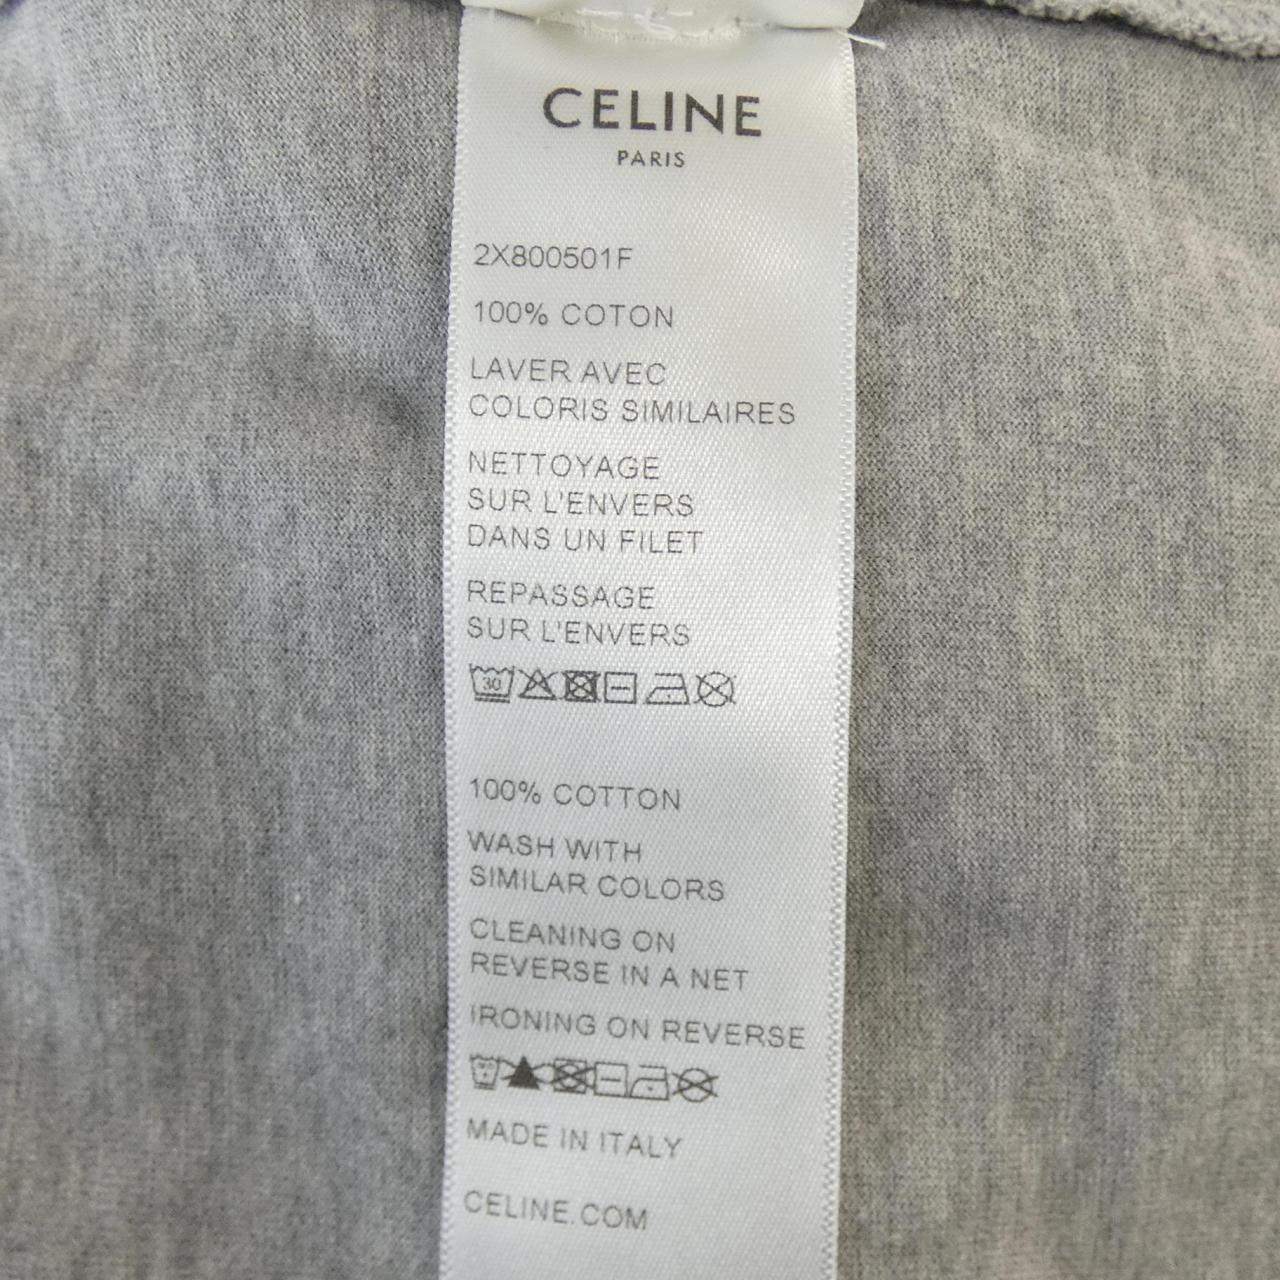 CELINE
PARIS
2X800501F
100% COTON
LAVER AVEC
COLORIS SIMILAIRES
NETTOYAGE
SUR L'ENVERS
DANS UN FILET
REPASSAGE
SUR L'ENVERS
30
100% COTTON
WASH WITH
SIMILAR COLORS
CLEANING ON
REVERSE IN A NET
IRONING ON REVERSE
MADE IN ITALY
CELINE.COM